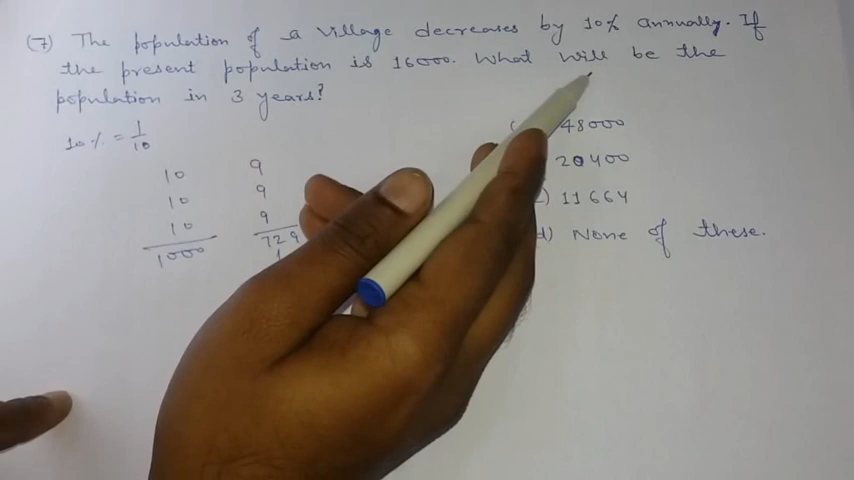 (7) The population of a village decreases by 10% annually. If
the present population is 16000. What will be the
population in 3 years?
10% = 1/10
48000
10 9
20400
10 9
) 11664
10 9
1000 729
d) None of these.
1